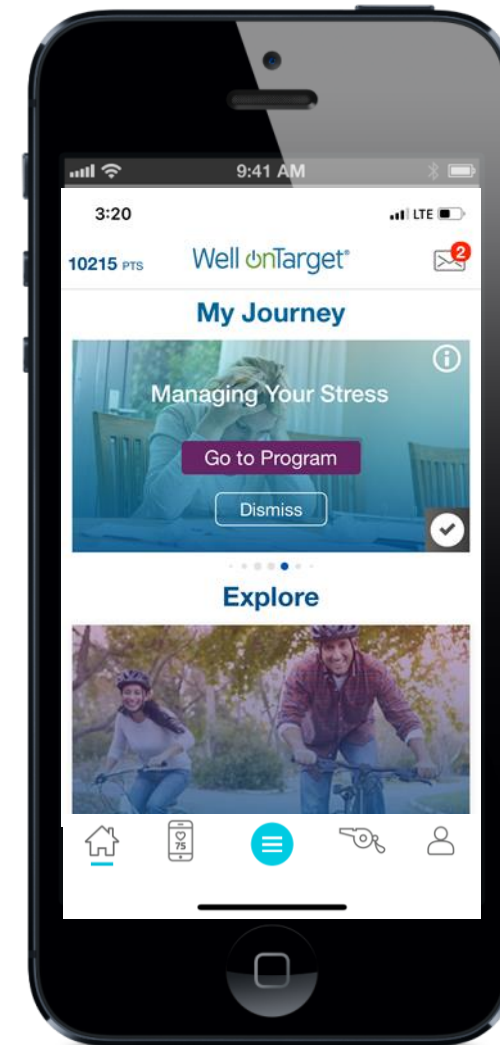 9:41 AM
3:20
LTE
10215 PTS
Well onTarget®
2
My Journey
Managing Your Stress
Go to Program
Dismiss
Explore
75